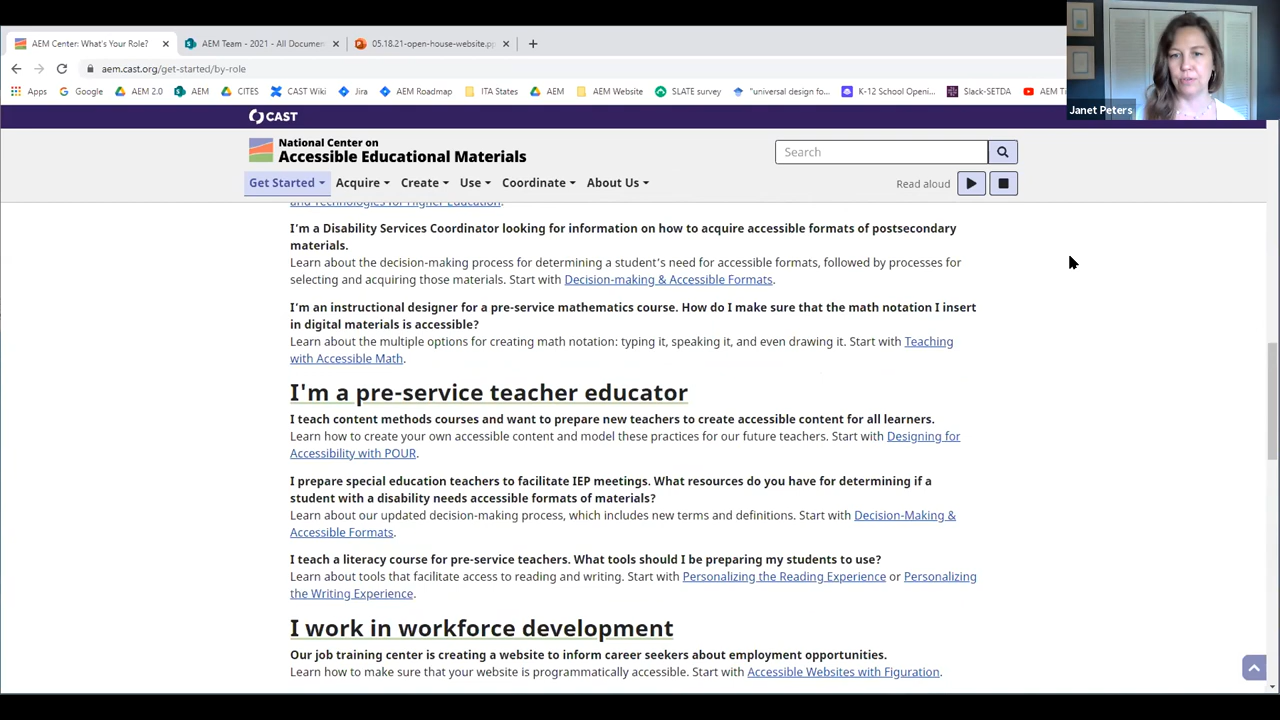 AEM Center: What's Your Role?
AEM Team - 2021 - All Documen
05.18.21-open-house-website.pp
aem.cast.org/get-started/by-role
Apps
Google
AEM 2.0
AEM
CITES
CAST Wiki
Jira
AEM Roadmap
ITA States
AEM
AEM Website
SLATE survey
"universal design fo...
K-12 School Openi...
Slack-SETDA
AEM Ti
Janet Peters
CAST
National Center on
Accessible Educational Materials
Search
Get Started
Acquire
Create
Use
Coordinate
About Us
Read aloud
and Technologies for Higher Education.
I'm a Disability Services Coordinator looking for information on how to acquire accessible formats of postsecondary
materials.
Learn about the decision-making process for determining a student's need for accessible formats, followed by processes for
selecting and acquiring those materials. Start with Decision-making & Accessible Formats.
I'm an instructional designer for a pre-service mathematics course. How do I make sure that the math notation I insert
in digital materials is accessible?
Learn about the multiple options for creating math notation: typing it, speaking it, and even drawing it. Start with Teaching
with Accessible Math.
I'm a pre-service teacher educator
I teach content methods courses and want to prepare new teachers to create accessible content for all learners.
Learn how to create your own accessible content and model these practices for our future teachers. Start with Designing for
Accessibility with POUR.
I prepare special education teachers to facilitate IEP meetings. What resources do you have for determining if a
student with a disability needs accessible formats of materials?
Learn about our updated decision-making process, which includes new terms and definitions. Start with Decision-Making &
Accessible Formats.
I teach a literacy course for pre-service teachers. What tools should I be preparing my students to use?
Learn about tools that facilitate access to reading and writing. Start with Personalizing the Reading Experience or Personalizing
the Writing Experience.
I work in workforce development
Our job training center is creating a website to inform career seekers about employment opportunities.
Learn how to make sure that your website is programmatically accessible. Start with Accessible Websites with Figuration.